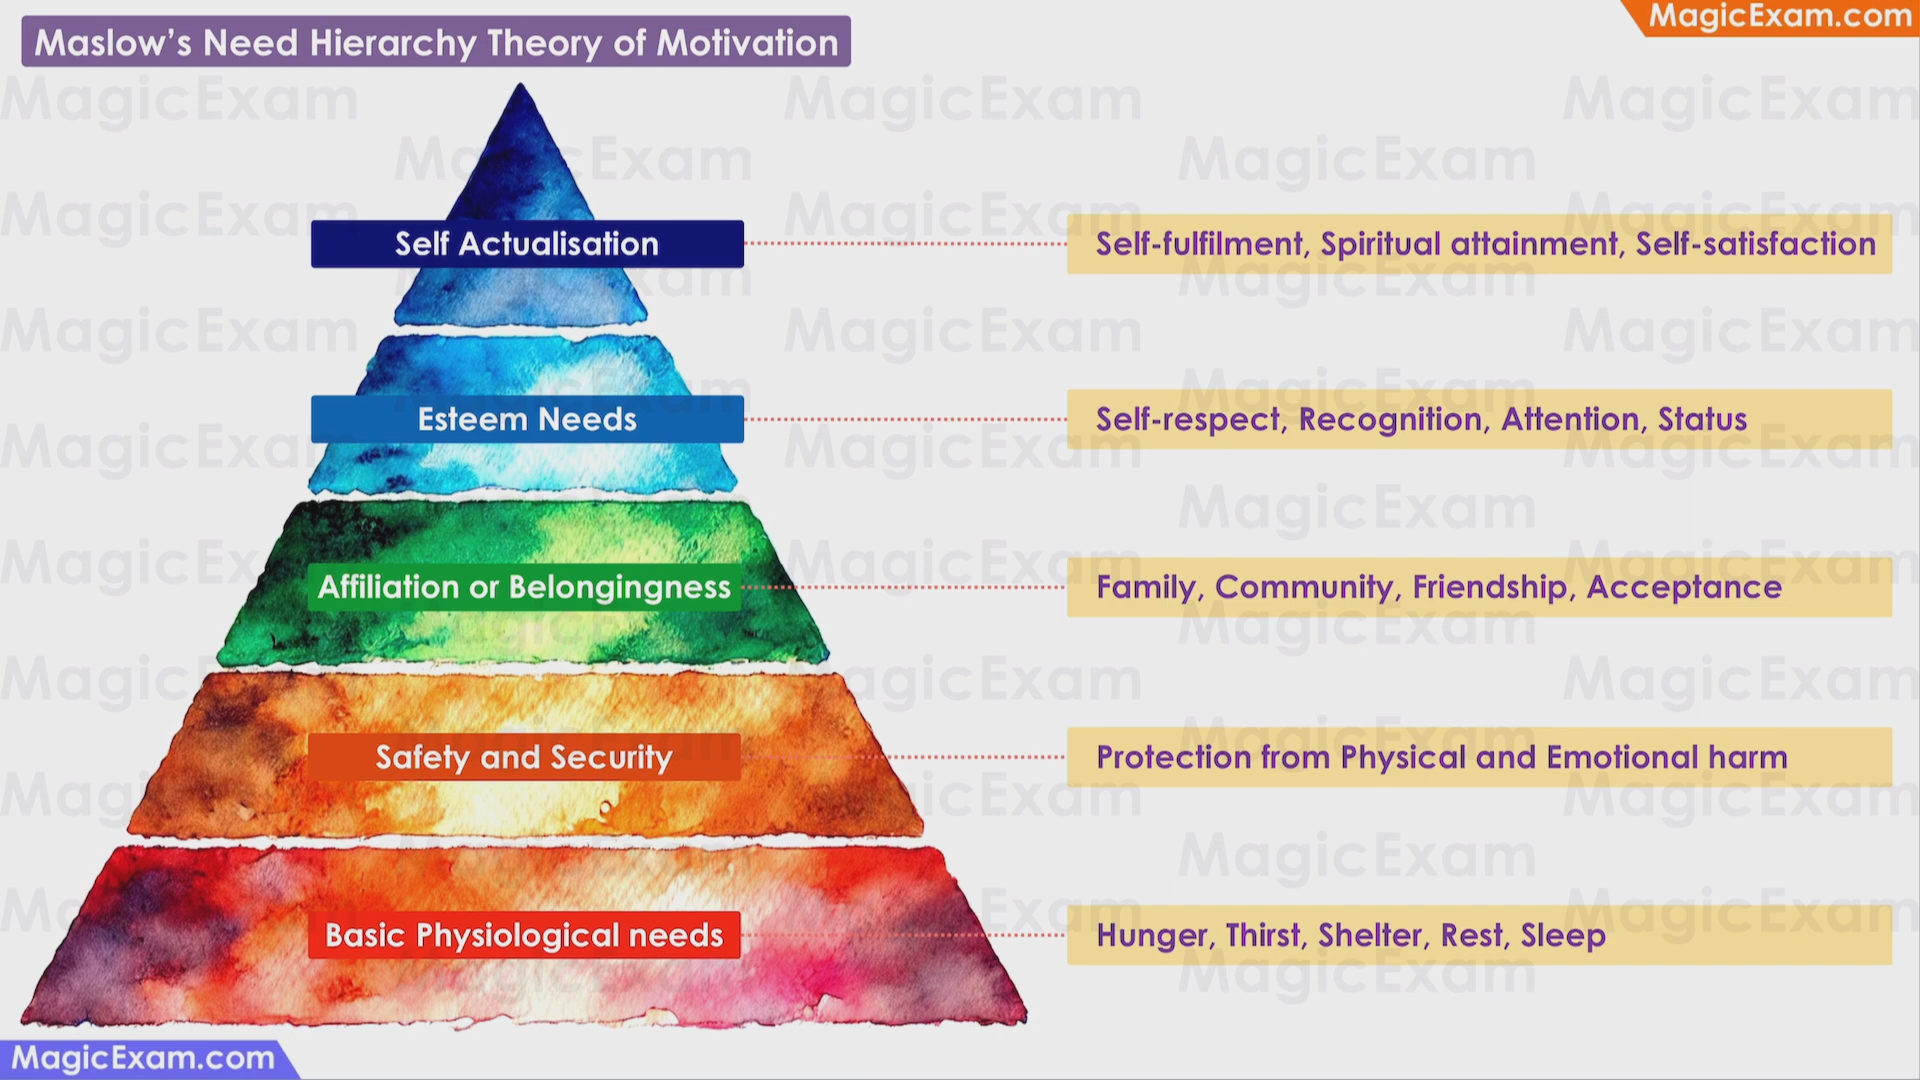 Maslow's Need Hierarchy Theory of Motivation
MagicExam.com
Self Actualisation
Self-fulfilment, Spiritual attainment, Self-satisfaction
Esteem Needs
Self-respect, Recognition, Attention, Status
Affiliation or Belongingness
Family, Community, Friendship, Acceptance
Safety and Security
Protection from Physical and Emotional harm
Basic Physiological needs
Hunger, Thirst, Shelter, Rest, Sleep
MagicExam.com
MagicExam